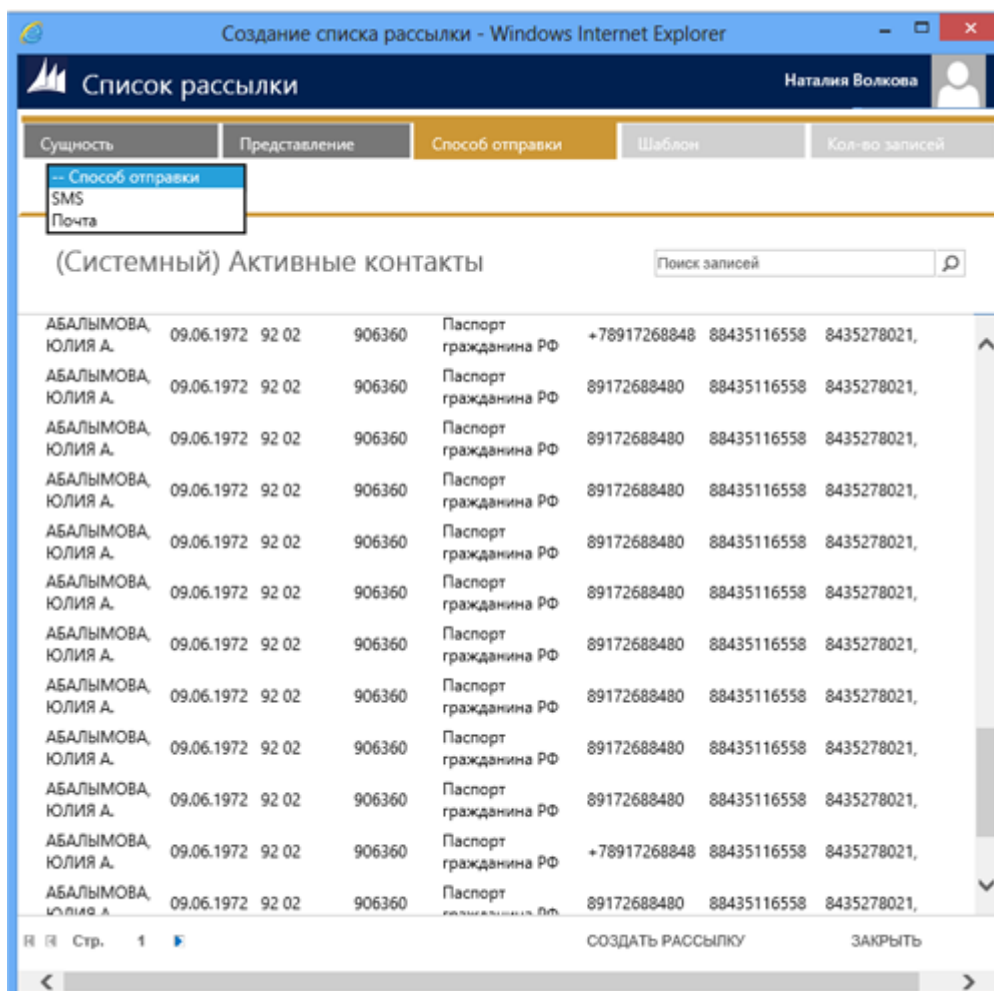 Создание списка рассылки - Windows Internet Explorer
Список рассылки
Наталия Волкова
Сущность Представление Способ отправки Шаблон Кол-во записей
-- Способ отправки
SMS
Почта
(Системный) Активные контакты
Поиск записей
АБАЛЫМОВА, ЮЛИЯ А. 09.06.1972 92 02 906360 Паспорт гражданина РФ +78917268848 88435116558 8435278021,
АБАЛЫМОВА, ЮЛИЯ А. 09.06.1972 92 02 906360 Паспорт гражданина РФ 89172688480 88435116558 8435278021,
АБАЛЫМОВА, ЮЛИЯ А. 09.06.1972 92 02 906360 Паспорт гражданина РФ 89172688480 88435116558 8435278021,
АБАЛЫМОВА, ЮЛИЯ А. 09.06.1972 92 02 906360 Паспорт гражданина РФ 89172688480 88435116558 8435278021,
АБАЛЫМОВА, ЮЛИЯ А. 09.06.1972 92 02 906360 Паспорт гражданина РФ 89172688480 88435116558 8435278021,
АБАЛЫМОВА, ЮЛИЯ А. 09.06.1972 92 02 906360 Паспорт гражданина РФ 89172688480 88435116558 8435278021,
АБАЛЫМОВА, ЮЛИЯ А. 09.06.1972 92 02 906360 Паспорт гражданина РФ 89172688480 88435116558 8435278021,
АБАЛЫМОВА, ЮЛИЯ А. 09.06.1972 92 02 906360 Паспорт гражданина РФ 89172688480 88435116558 8435278021,
АБАЛЫМОВА, ЮЛИЯ А. 09.06.1972 92 02 906360 Паспорт гражданина РФ 89172688480 88435116558 8435278021,
АБАЛЫМОВА, ЮЛИЯ А. 09.06.1972 92 02 906360 Паспорт гражданина РФ 89172688480 88435116558 8435278021,
АБАЛЫМОВА, ЮЛИЯ А. 09.06.1972 92 02 906360 Паспорт гражданина РФ +78917268848 88435116558 8435278021,
АБАЛЫМОВА, ЮЛИЯ А. 09.06.1972 92 02 906360 Паспорт гражданина РФ 89172688480 88435116558 8435278021,
Стр. 1 СОЗДАТЬ РАССЫЛКУ ЗАКРЫТЬ